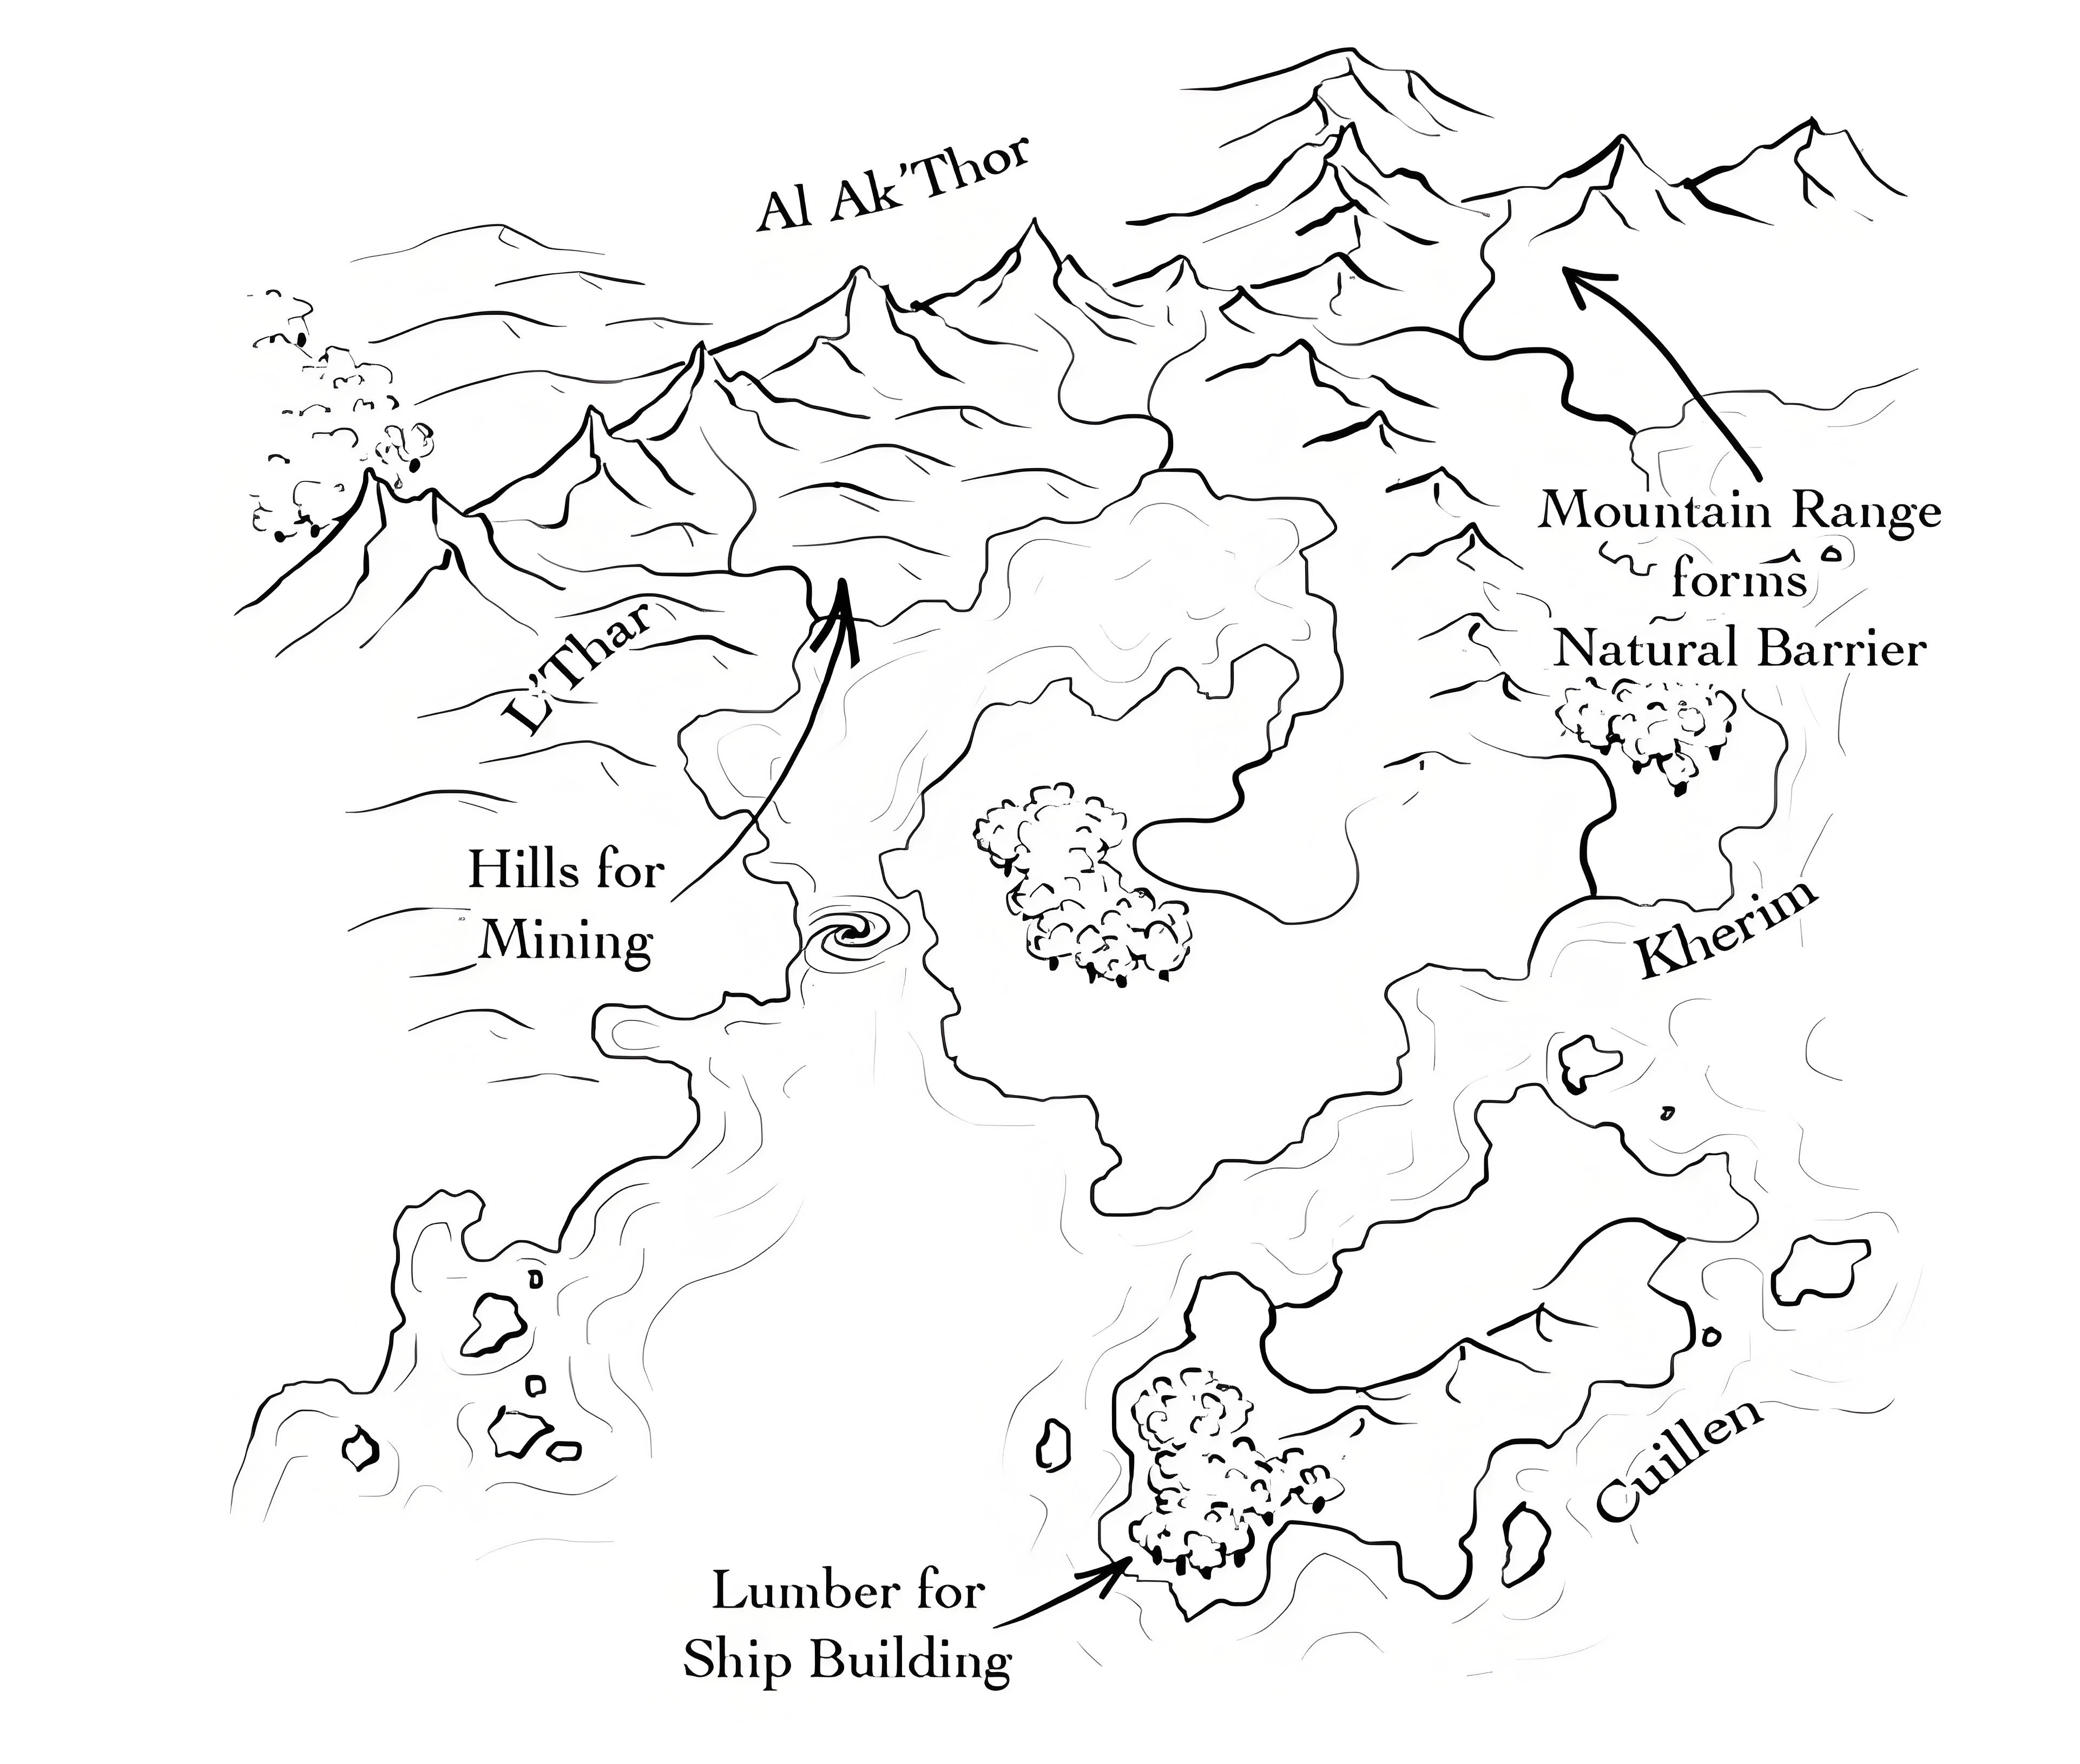 Al Ak'Thor
Mountain Range
forms
Natural Barrier
L'Thar
Hills for
Mining
Kherim
Cuillen
Lumber for
Ship Building